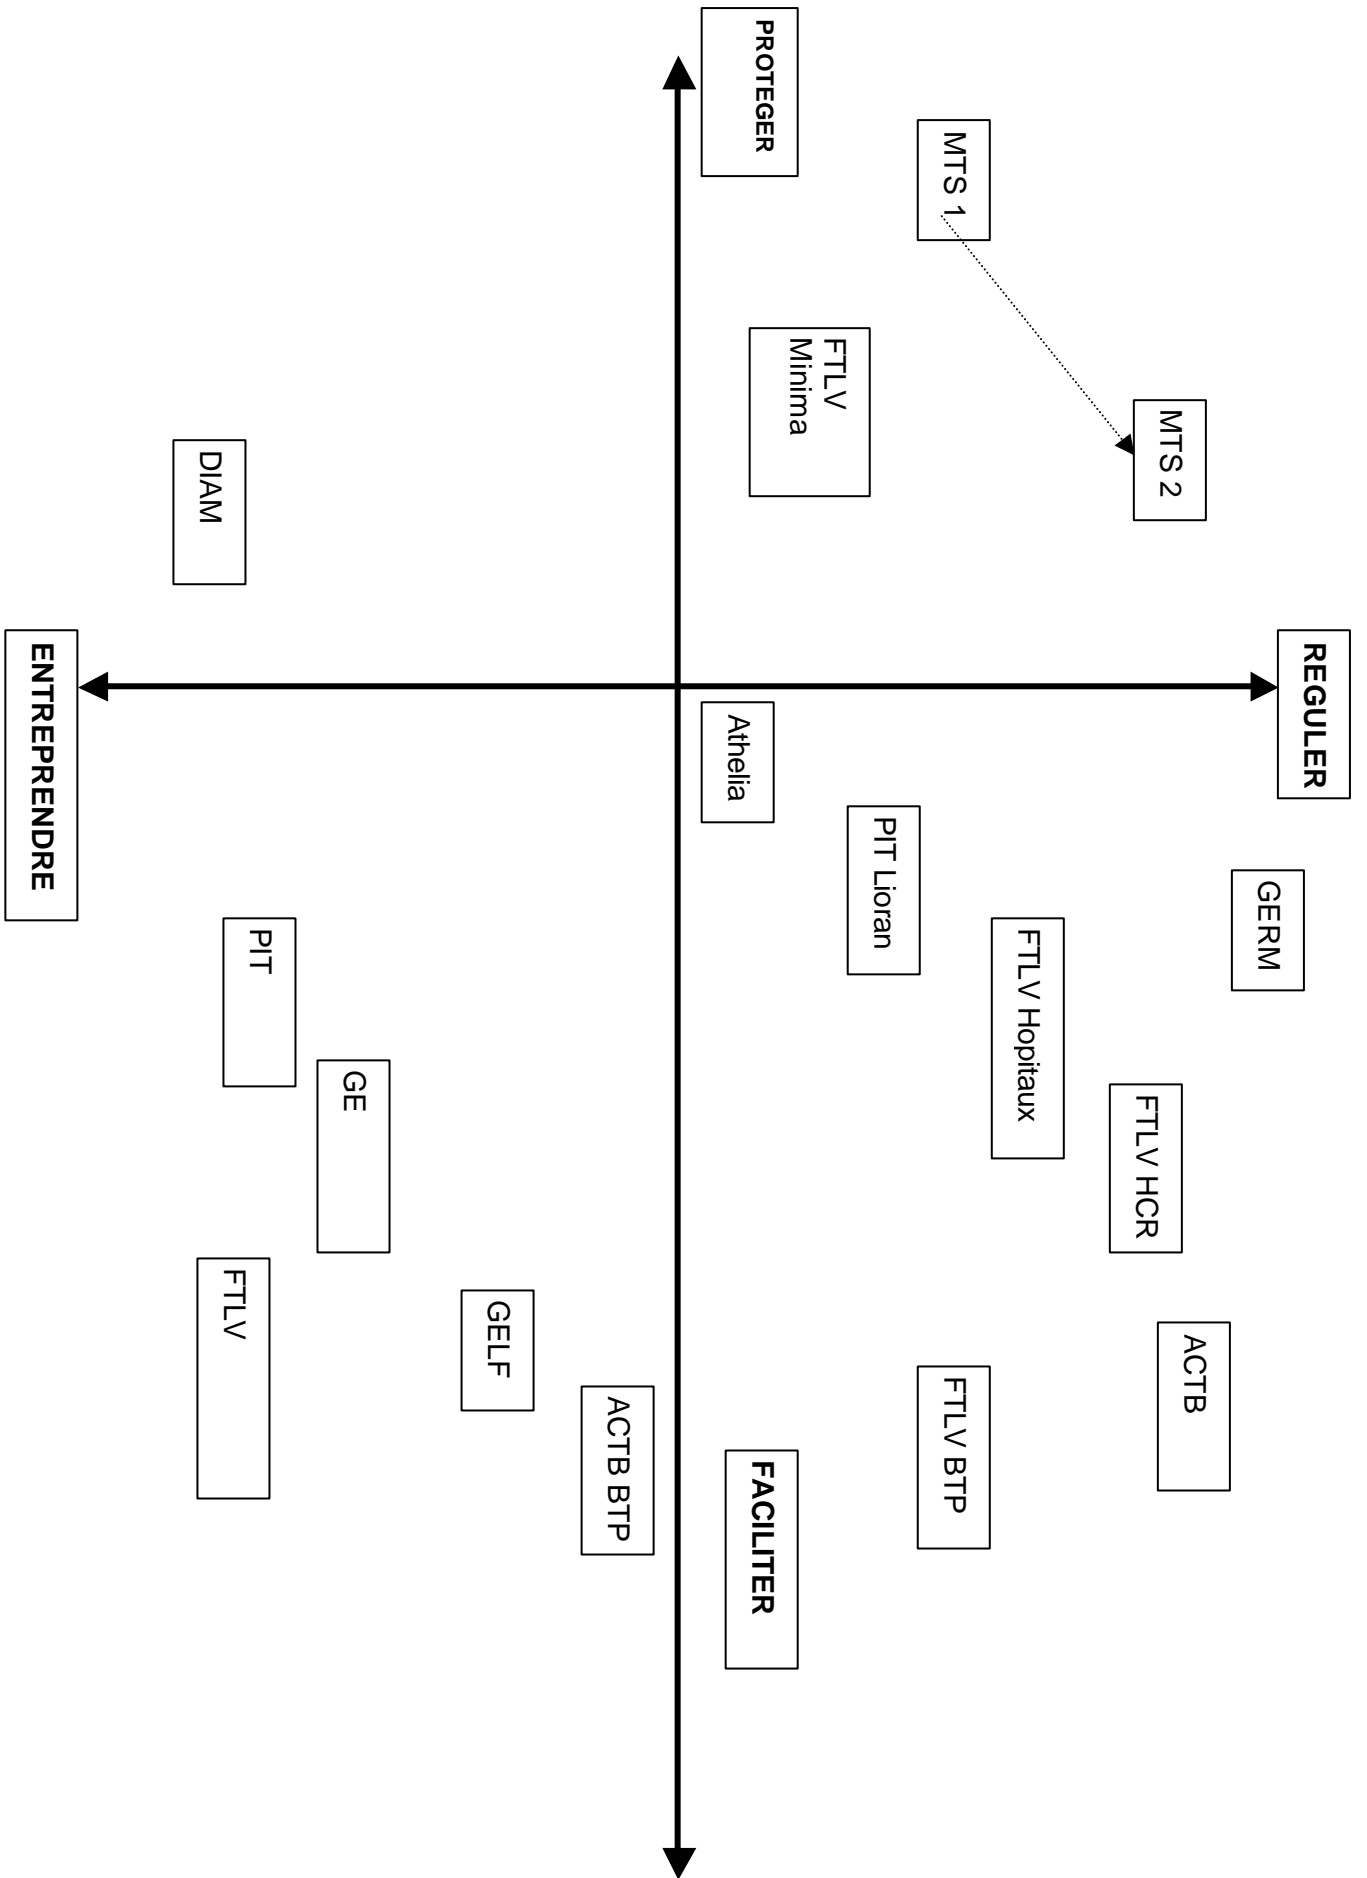 REGULER
GERM
ACTB
MTS 2
FTLV HCR
FTLV Hopitaux
MTS 1
FTLV BTP
PIT Lioran
FTLV
Minima
PROTEGER
FACILITER
Athelia
ACTB BTP
GELF
GE
PIT
FTLV
DIAM
ENTREPRENDRE